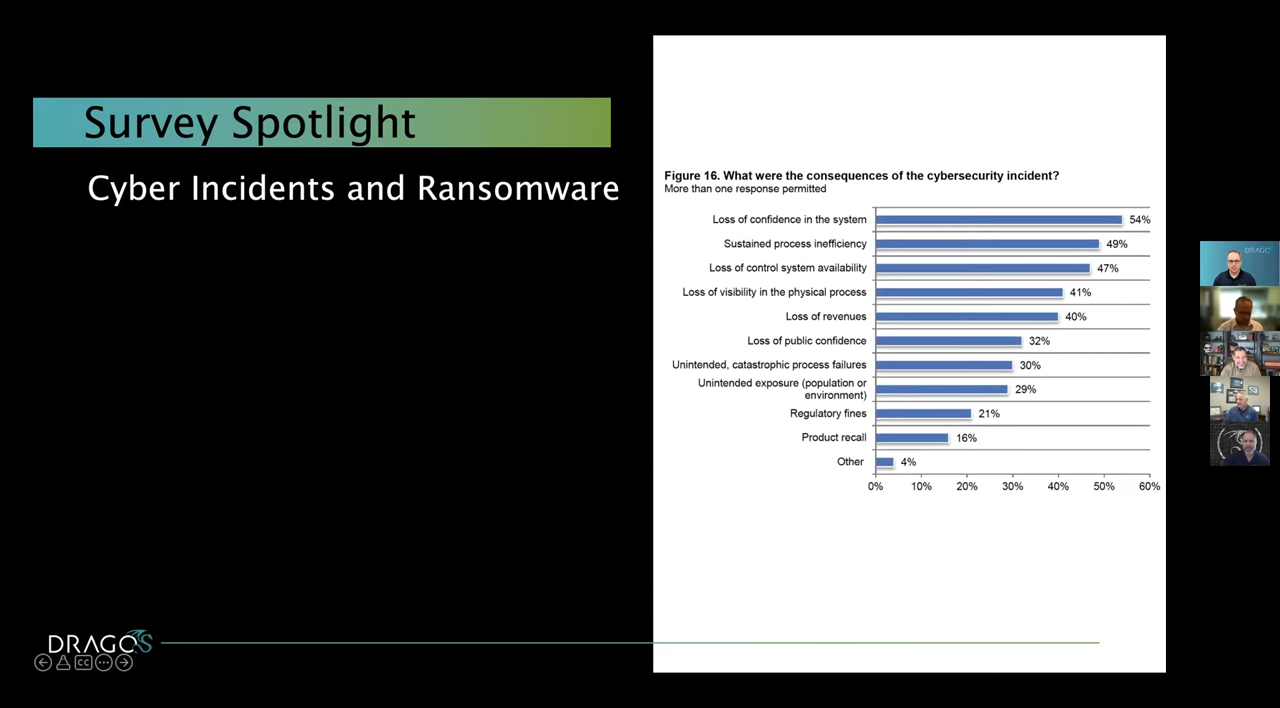 Survey Spotlight
Cyber Incidents and Ransomware
Figure 16. What were the consequences of the cybersecurity incident?
More than one response permitted
Loss of confidence in the system 54%
Sustained process inefficiency 49%
Loss of control system availability 47%
Loss of visibility in the physical process 41%
Loss of revenues 40%
Loss of public confidence 32%
Unintended, catastrophic process failures 30%
Unintended exposure (population or
environment) 29%
Regulatory fines 21%
Product recall 16%
Other 4%
0% 10% 20% 30% 40% 50% 60%
DRAGOS
CC
DRAGOS